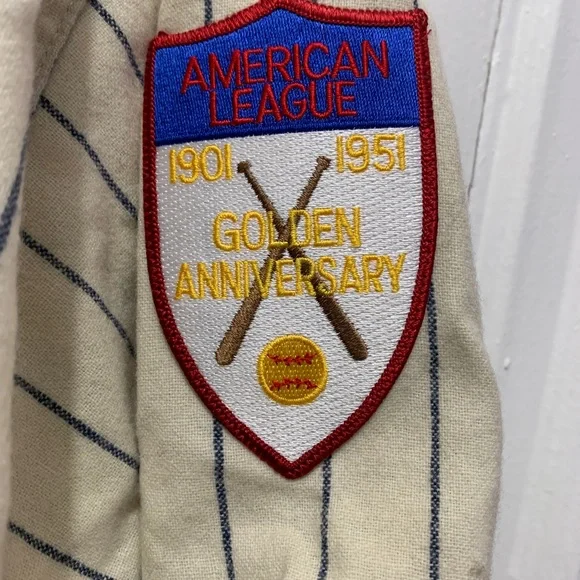 AMERICAN
LEAGUE
1901 1951
GOLDEN
ANNIVERSARY